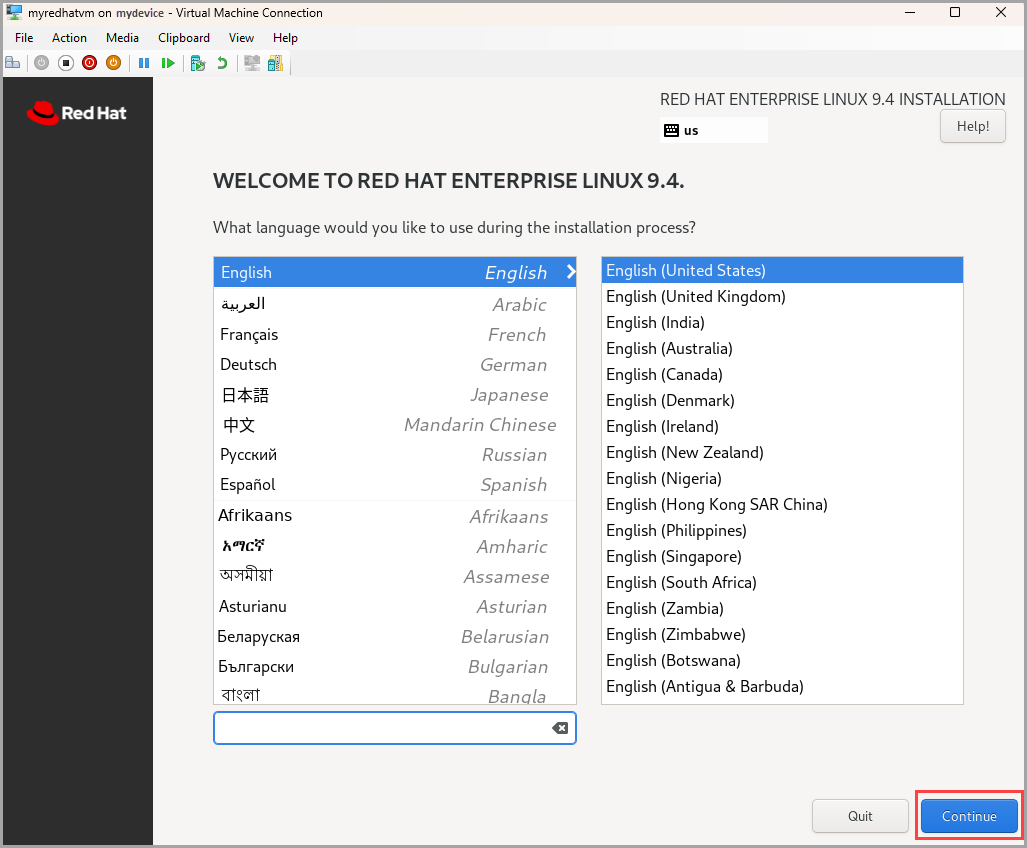 myredhatvm on mydevice - Virtual Machine Connection
File Action Media Clipboard View Help
Red Hat
RED HAT ENTERPRISE LINUX 9.4 INSTALLATION
us
Help!
WELCOME TO RED HAT ENTERPRISE LINUX 9.4.
What language would you like to use during the installation process?
English English
العربية Arabic
Français French
Deutsch German
日本語 Japanese
中文 Mandarin Chinese
Русский Russian
Español Spanish
Afrikaans Afrikaans
አማርኛ Amharic
অসমীয়া Assamese
Asturianu Asturian
Беларуская Belarusian
Български Bulgarian
বাংলা Bangla
English (United States)
English (United Kingdom)
English (India)
English (Australia)
English (Canada)
English (Denmark)
English (Ireland)
English (New Zealand)
English (Nigeria)
English (Hong Kong SAR China)
English (Philippines)
English (Singapore)
English (South Africa)
English (Zambia)
English (Zimbabwe)
English (Botswana)
English (Antigua & Barbuda)
Quit
Continue